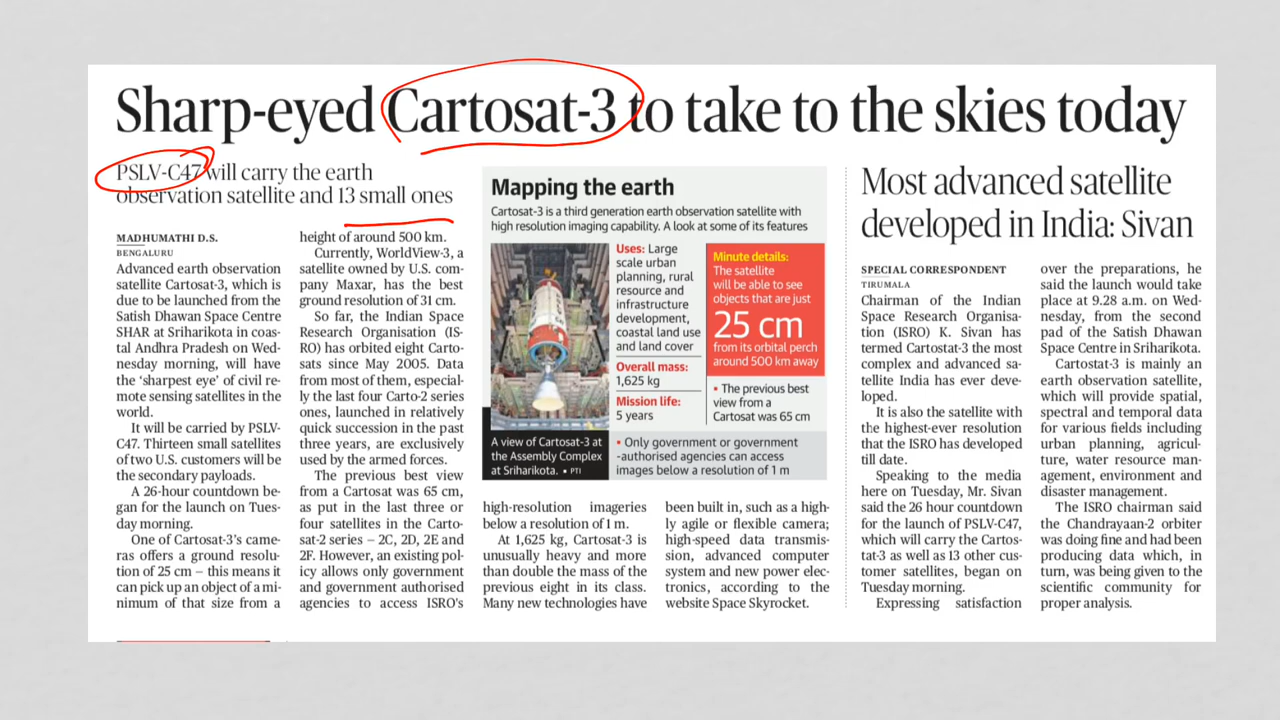 Sharp-eyed Cartosat-3 to take to the skies today
PSLV-C47 will carry the earth
observation satellite and 13 small ones
MADHUMATHI D.S.
BENGALURU
Advanced earth observation
satellite Cartosat-3, which is
due to be launched from the
Satish Dhawan Space Centre
SHAR at Sriharikota in coas-
tal Andhra Pradesh on Wed-
nesday morning, will have
the ‘sharpest eye’ of civil re-
mote sensing satellites in the
world.
It will be carried by PSLV-
C47. Thirteen small satellites
of two U.S. customers will be
the secondary payloads.
A 26-hour countdown be-
gan for the launch on Tues-
day morning.
One of Cartosat-3’s came-
ras offers a ground resolu-
tion of 25 cm – this means it
can pick up an object of a mi-
nimum of that size from a
height of around 500 km.
Currently, WorldView-3, a
satellite owned by U.S. com-
pany Maxar, has the best
ground resolution of 31 cm.
So far, the Indian Space
Research Organisation (IS-
RO) has orbited eight Carto-
sats since May 2005. Data
from most of them, especial-
ly the last four Carto-2 series
ones, launched in relatively
quick succession in the past
three years, are exclusively
used by the armed forces.
The previous best view
from a Cartosat was 65 cm,
as put in the last three or
four satellites in the Carto-
sat-2 series – 2C, 2D, 2E and
2F. However, an existing pol-
icy allows only government
and government authorised
agencies to access ISRO’s
Mapping the earth
Cartosat-3 is a third generation earth observation satellite with
high resolution imaging capability. A look at some of its features
A view of Cartosat-3 at
the Assembly Complex
at Sriharikota. ▪ PTI
Uses: Large
scale urban
planning, rural
resource and
infrastructure
development,
coastal land use
and land cover
Overall mass:
1,625 kg
Mission life:
5 years
Minute details:
The satellite
will be able to see
objects that are just
25 cm
from its orbital perch
around 500 km away
▪ The previous best
view from a
Cartosat was 65 cm
▪ Only government or government
-authorised agencies can access
images below a resolution of 1 m
high-resolution imageries
below a resolution of 1 m.
At 1,625 kg, Cartosat-3 is
unusually heavy and more
than double the mass of the
previous eight in its class.
Many new technologies have
been built in, such as a high-
ly agile or flexible camera;
high-speed data transmis-
sion, advanced computer
system and new power elec-
tronics, according to the
website Space Skyrocket.
Most advanced satellite
developed in India: Sivan
SPECIAL CORRESPONDENT
TIRUMALA
Chairman of the Indian
Space Research Organisa-
tion (ISRO) K. Sivan has
termed Cartostat-3 the most
complex and advanced sa-
tellite India has ever deve-
loped.
It is also the satellite with
the highest-ever resolution
that the ISRO has developed
till date.
Speaking to the media
here on Tuesday, Mr. Sivan
said the 26 hour countdown
for the launch of PSLV-C47,
which will carry the Cartos-
tat-3 as well as 13 other cus-
tomer satellites, began on
Tuesday morning.
Expressing satisfaction
over the preparations, he
said the launch would take
place at 9.28 a.m. on Wed-
nesday, from the second
pad of the Satish Dhawan
Space Centre in Sriharikota.
Cartostat-3 is mainly an
earth observation satellite,
which will provide spatial,
spectral and temporal data
for various fields including
urban planning, agricul-
ture, water resource man-
agement, environment and
disaster management.
The ISRO chairman said
the Chandrayaan-2 orbiter
was doing fine and had been
producing data which, in
turn, was being given to the
scientific community for
proper analysis.